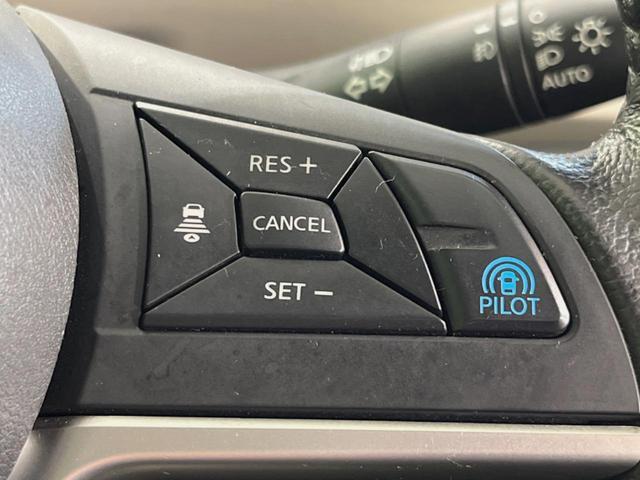 AUTO
RES +
CANCEL
SET –
PILOT